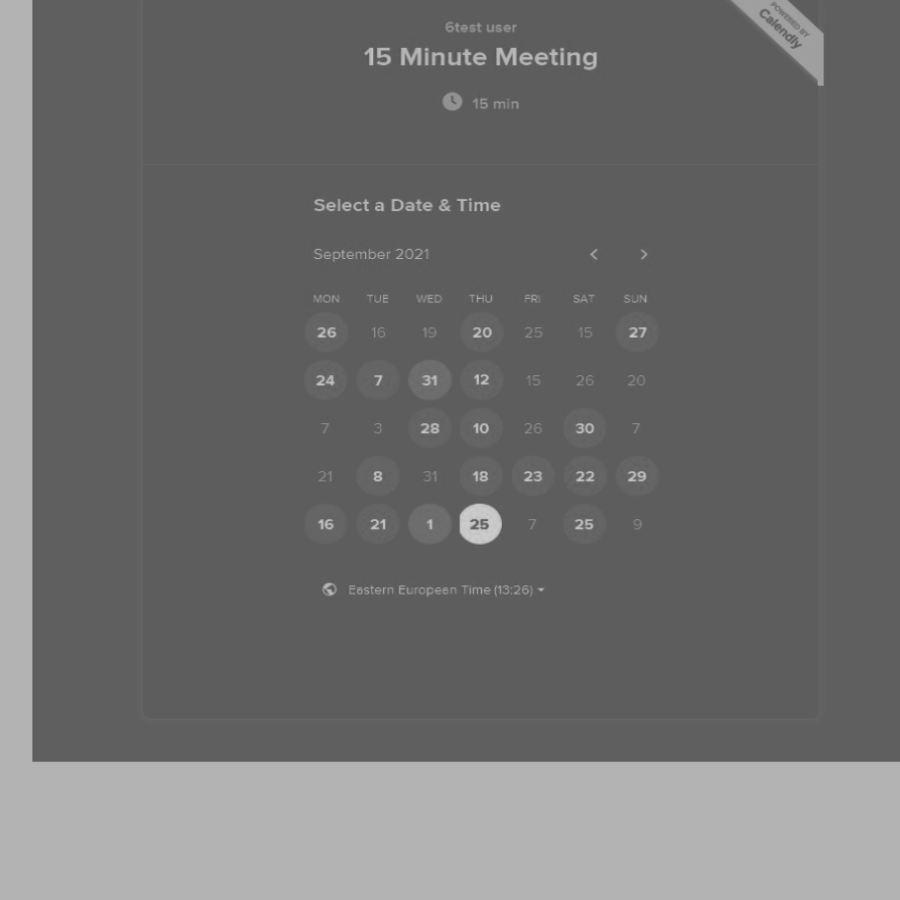 POWERED BY
Calendly
6test user
15 Minute Meeting
15 min
Select a Date & Time
September 2021
MON TUE WED THU FRI SAT SUN
26 16 19 20 25 15 27
24 7 31 12 15 26 20
7 3 28 10 26 30 7
21 8 31 18 23 22 29
16 21 1 25 7 25 9
Eastern European Time (13:26)